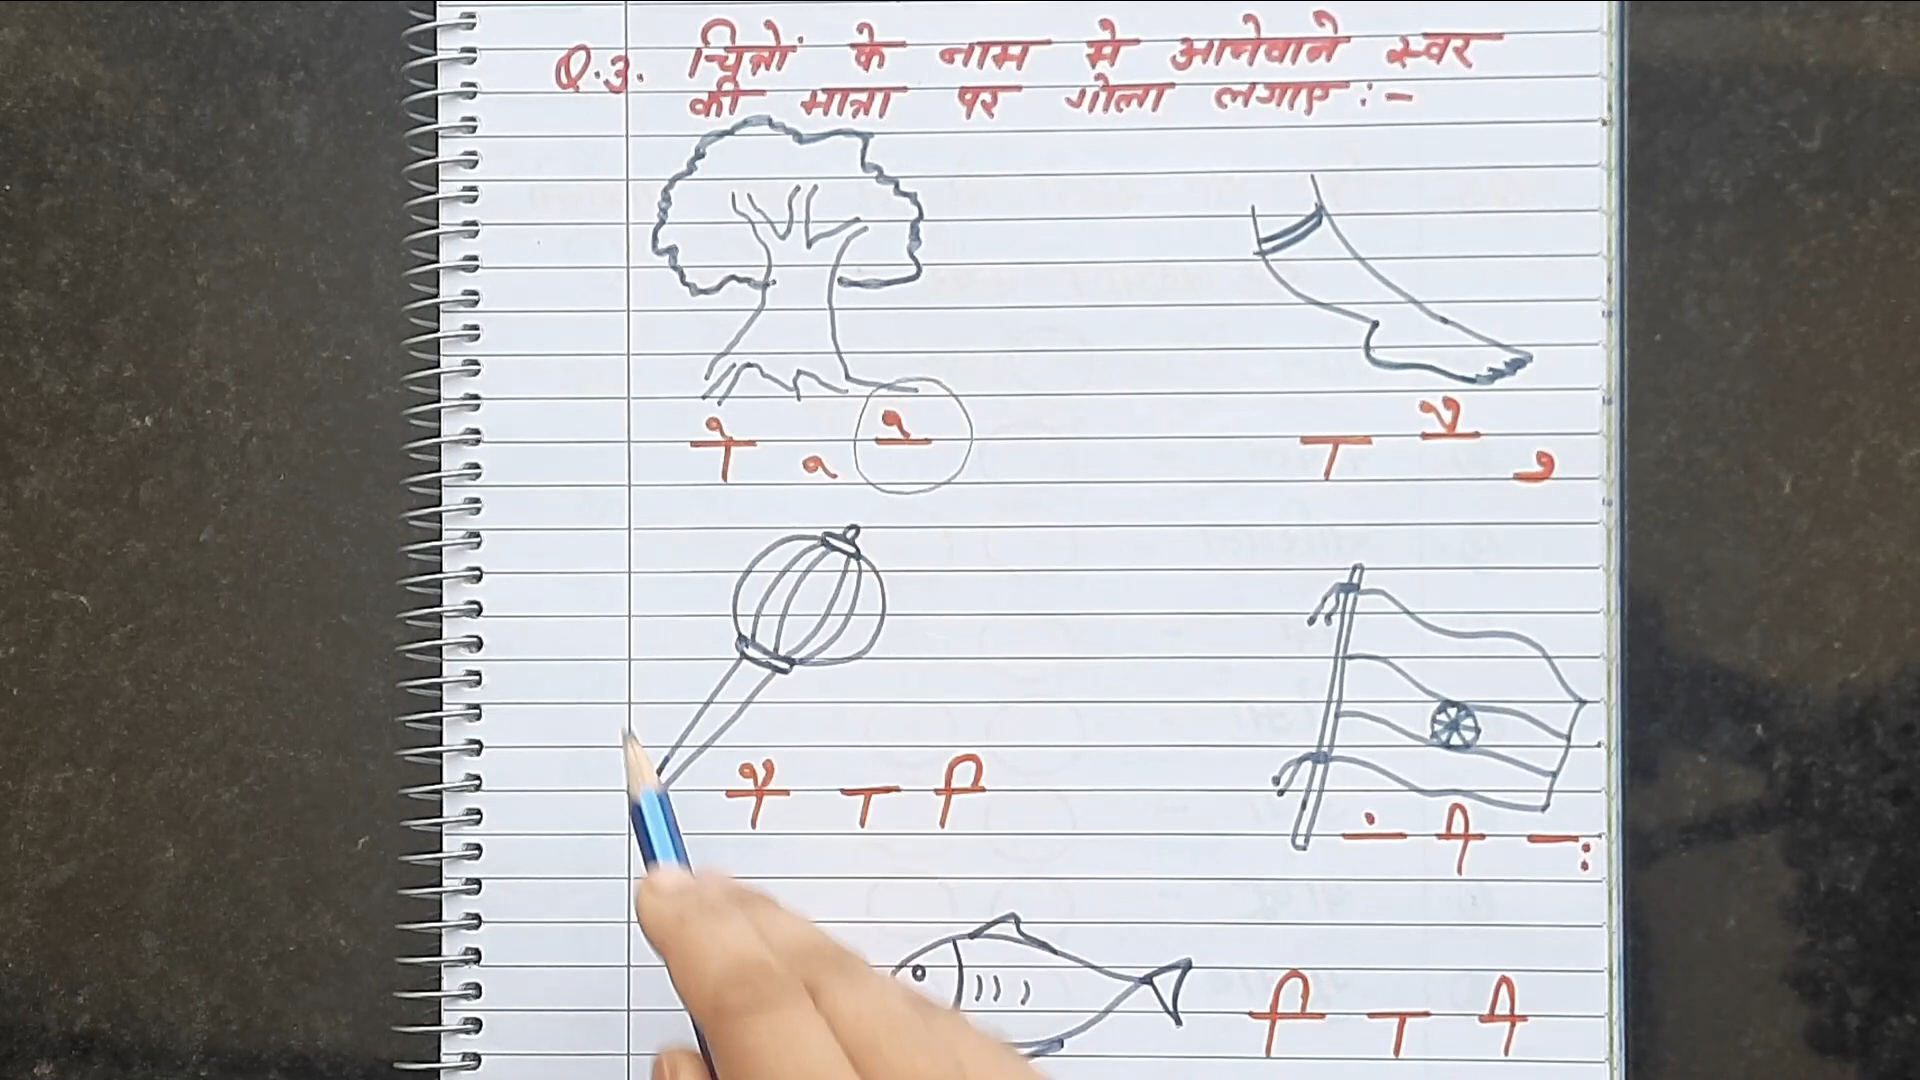 Q.3. चित्रों के नाम मे आनेवाले स्वर
की मात्रा पर गोला लगाए :-
ो ृ े
ा ै ु
ौ ा ि
ं ी ः
ि ा ी